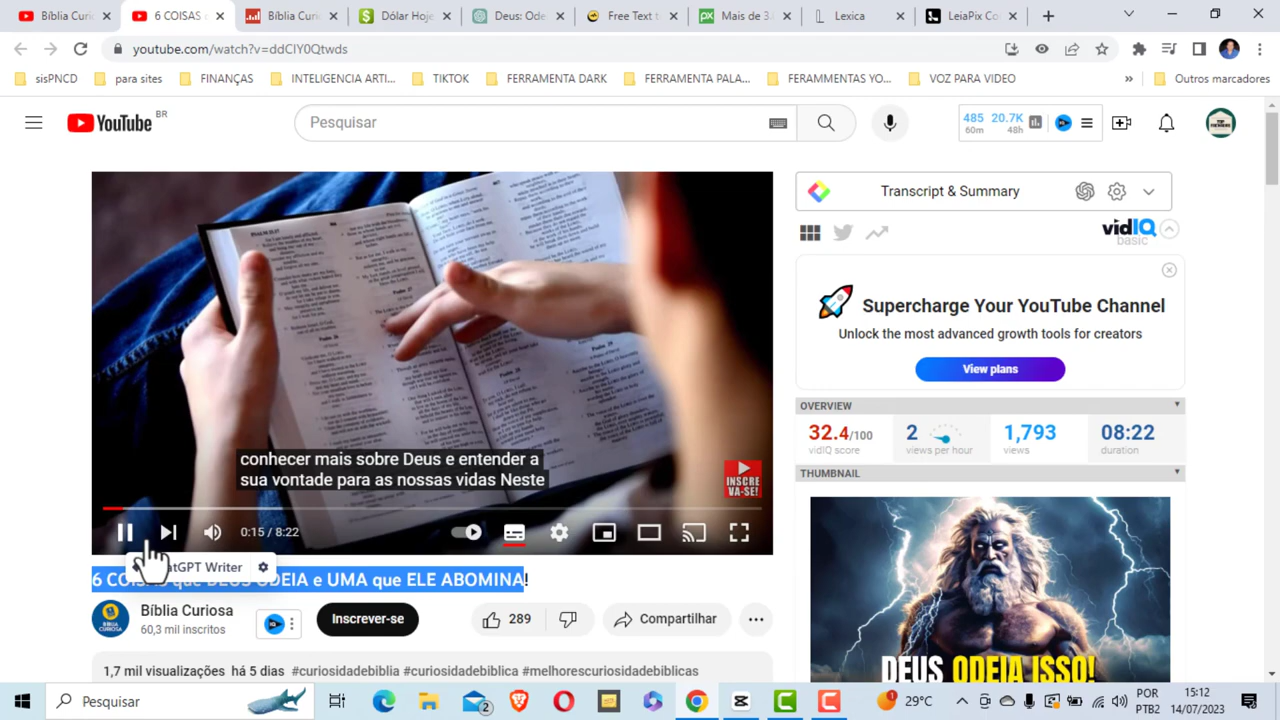 Bíblia Curi
6 COISAS
Bíblia Curi
Dólar Hoje
Deus: Ode
Free Text t
Mais de 3.
Lexica
LeiaPix Co
youtube.com/watch?v=ddClY0Qtwds
sisPNCD
para sites
FINANÇAS
INTELIGENCIA ARTI...
TIKTOK
FERRAMENTA DARK
FERRAMENTA PALA...
FERAMMENTAS YO...
VOZ PARA VIDEO
»
Outros marcadores
YouTube BR
Pesquisar
485 20.7K
60m 48h
Transcript & Summary
vidIQ
basic
Supercharge Your YouTube Channel
Unlock the most advanced growth tools for creators
View plans
conhecer mais sobre Deus e entender a
sua vontade para as nossas vidas Neste
INSCRE
VA-SE!
0:15 / 8:22
OVERVIEW
32.4/100 2 1,793 08:22
vidIQ score views per hour views duration
THUMBNAIL
DEUS ODEIA ISSO!
GPT Writer
6 COISAS que DEUS ODEIA e UMA que ELE ABOMINA!
Bíblia Curiosa
60,3 mil inscritos
Inscrever-se
289
Compartilhar
1,7 mil visualizações há 5 dias #curiosidadebiblia #curiosidadebiblica #melhorescuriosidadebiblicas
Pesquisar
2
29°C
POR
PTB2
15:12
14/07/2023